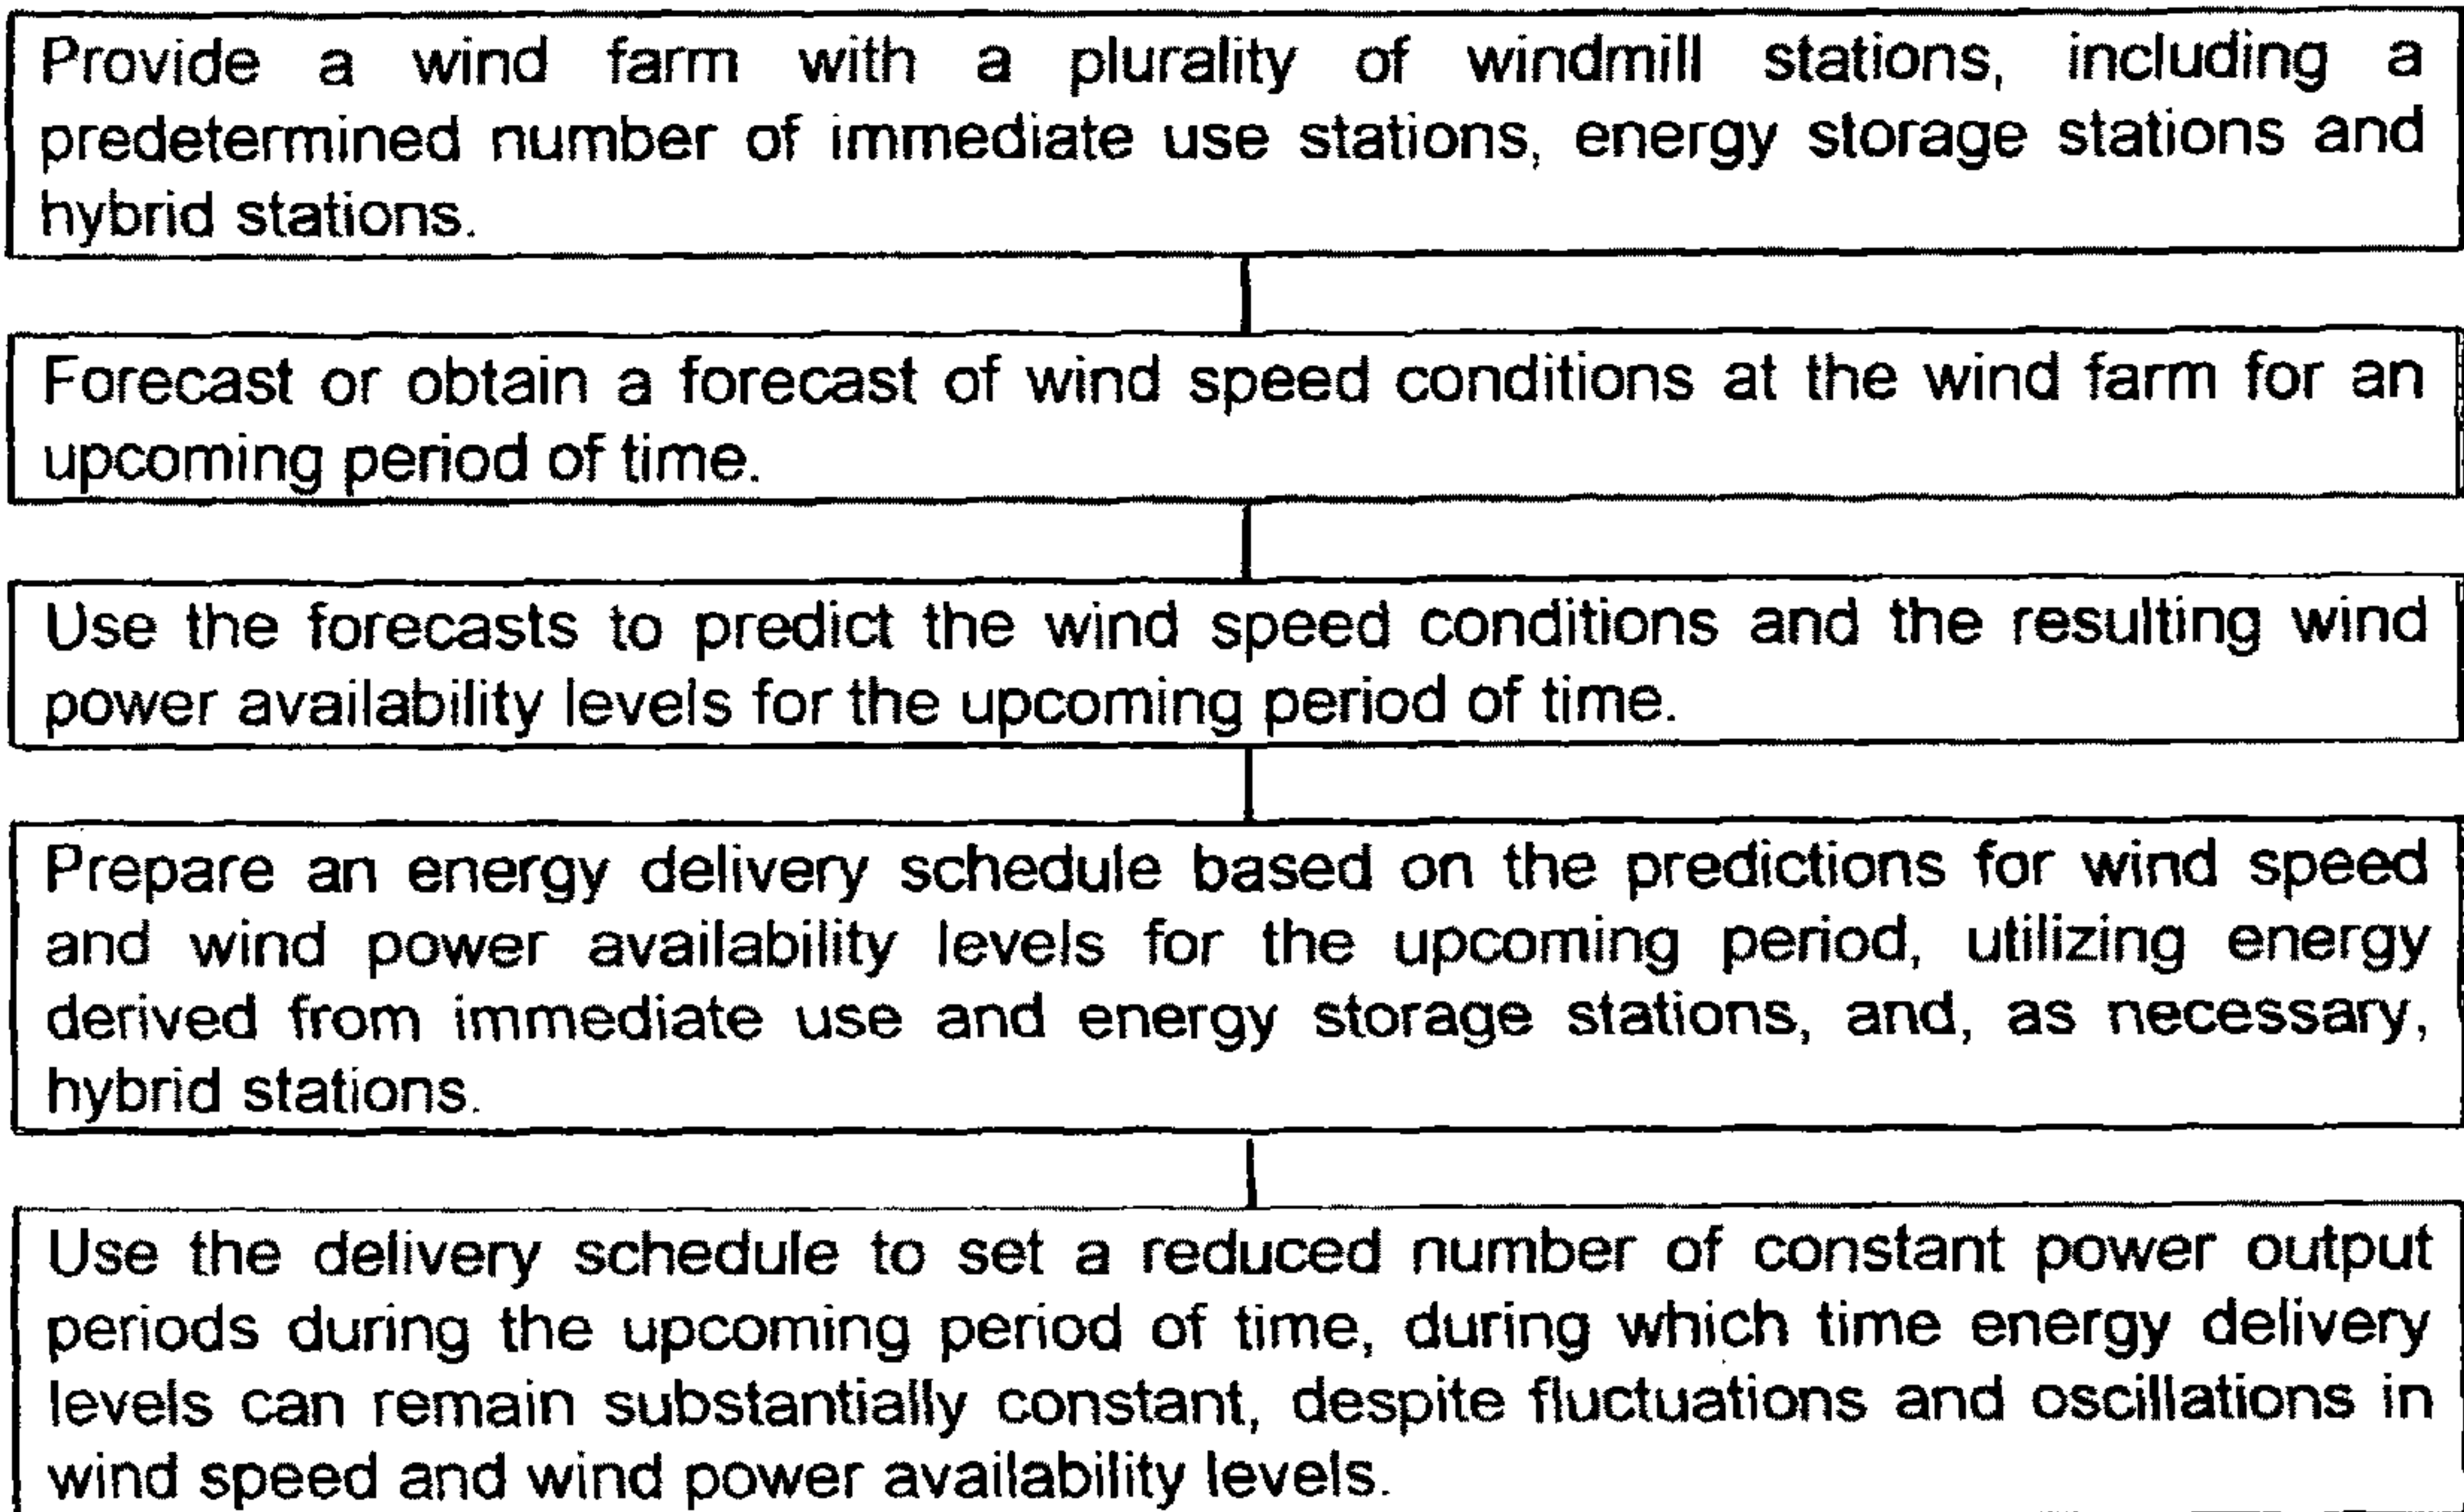 Provide a wind farm with a plurality of windmill stations, including a
predetermined number of immediate use stations, energy storage stations and
hybrid stations.
Forecast or obtain a forecast of wind speed conditions at the wind farm for an
upcoming period of time.
Use the forecasts to predict the wind speed conditions and the resulting wind
power availability levels for the upcoming period of time.
Prepare an energy delivery schedule based on the predictions for wind speed
and wind power availability levels for the upcoming period, utilizing energy
derived from immediate use and energy storage stations, and, as necessary,
hybrid stations.
Use the delivery schedule to set a reduced number of constant power output
periods during the upcoming period of time, during which time energy delivery
levels can remain substantially constant, despite fluctuations and oscillations in
wind speed and wind power availability levels.